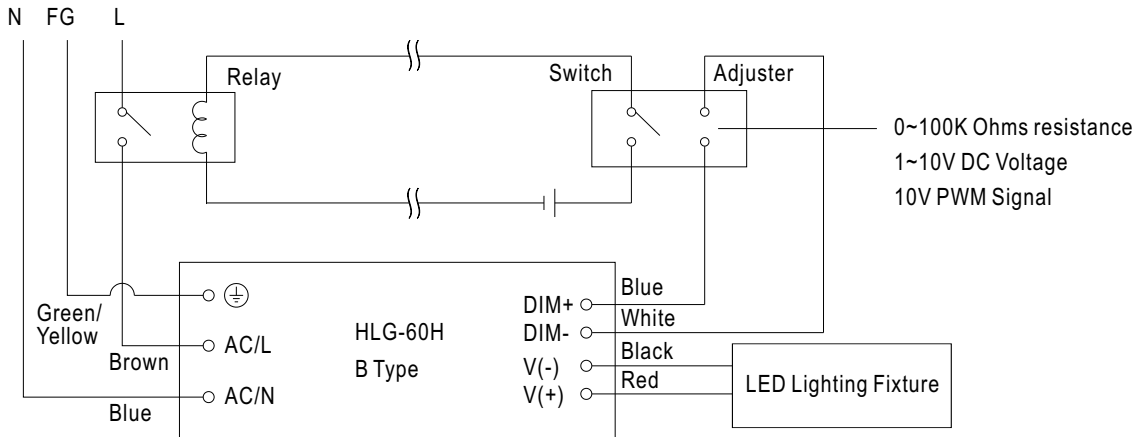 N FG L
Relay
Switch
Adjuster
0~100K Ohms resistance
1~10V DC Voltage
10V PWM Signal
Green/
Yellow
Brown
Blue
AC/L
AC/N
HLG-60H
B Type
DIM+
DIM-
V(-)
V(+)
Blue
White
Black
Red
LED Lighting Fixture